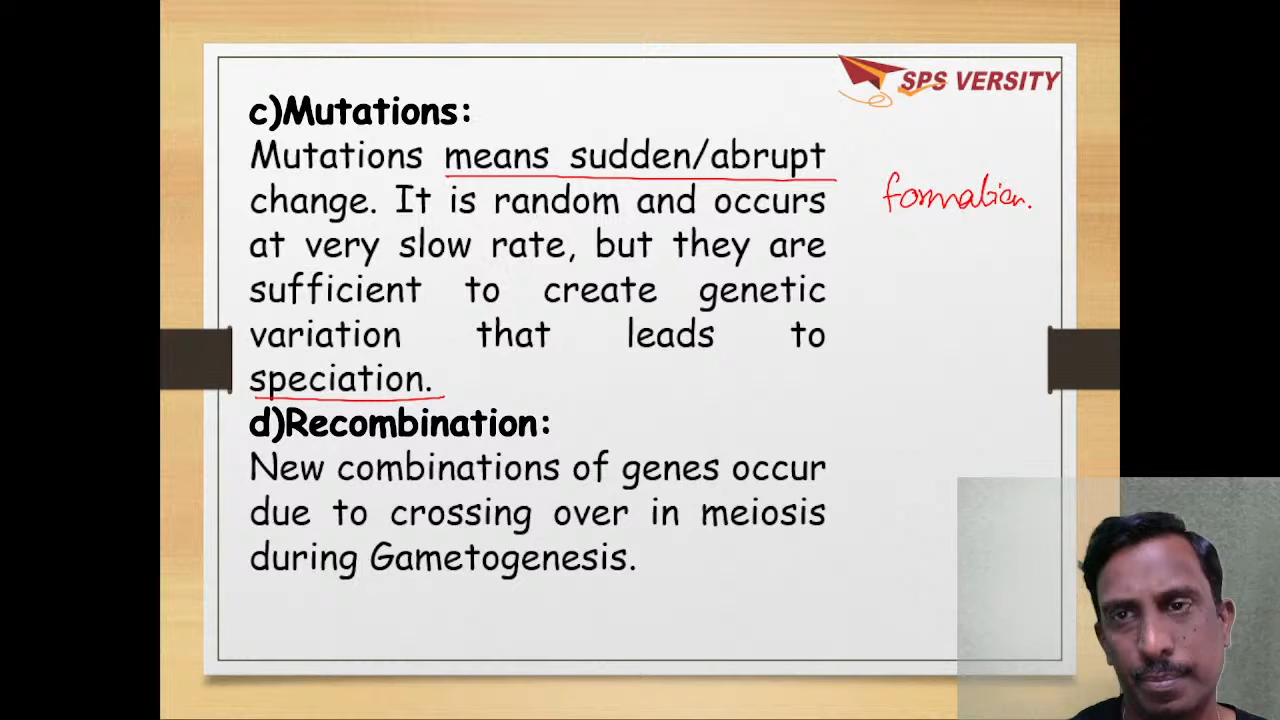 SPS VERSITY
c)Mutations:
Mutations means sudden/abrupt
change. It is random and occurs
at very slow rate, but they are
sufficient to create genetic
variation that leads to
speciation.
d)Recombination:
New combinations of genes occur
due to crossing over in meiosis
during Gametogenesis.
formation.